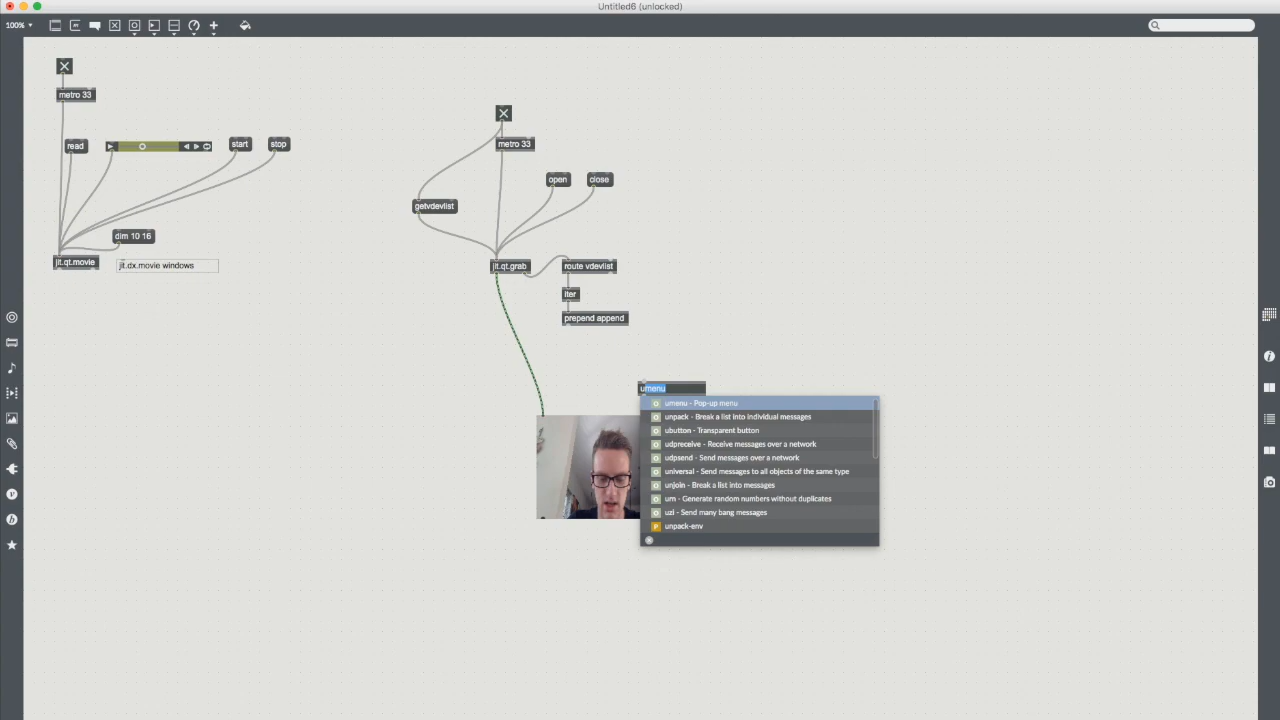 Untitled6 (unlocked)
100%
metro 33
read
start
stop
dim 10 16
jit.qt.movie
jit.dx.movie windows
metro 33
open
close
getvdevlist
jit.qt.grab
route vdevlist
iter
prepend append
umenu
umenu - Pop-up menu
unpack - Break a list into individual messages
ubutton - Transparent button
udpreceive - Receive messages over a network
udpsend - Send messages over a network
universal - Send messages to all objects of the same type
unjoin - Break a list into messages
urn - Generate random numbers without duplicates
uzi - Send many bang messages
P unpack-env